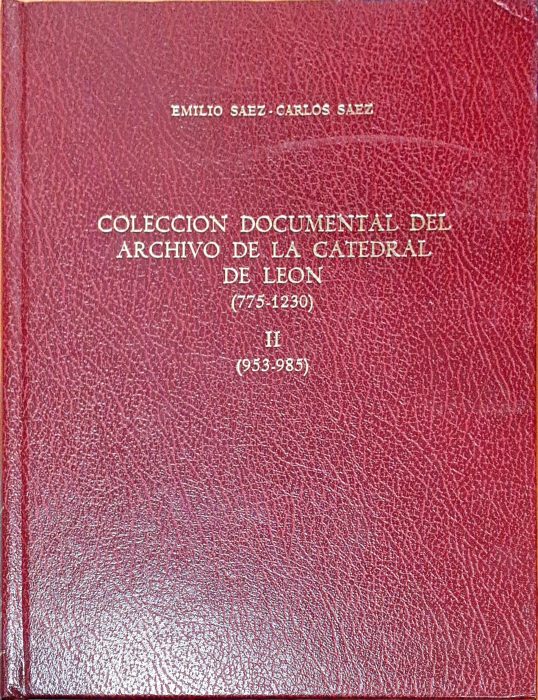 EMILIO SAEZ - CARLOS SAEZ
COLECCION DOCUMENTAL DEL
ARCHIVO DE LA CATEDRAL
DE LEON
(775-1230)
II
(953-985)